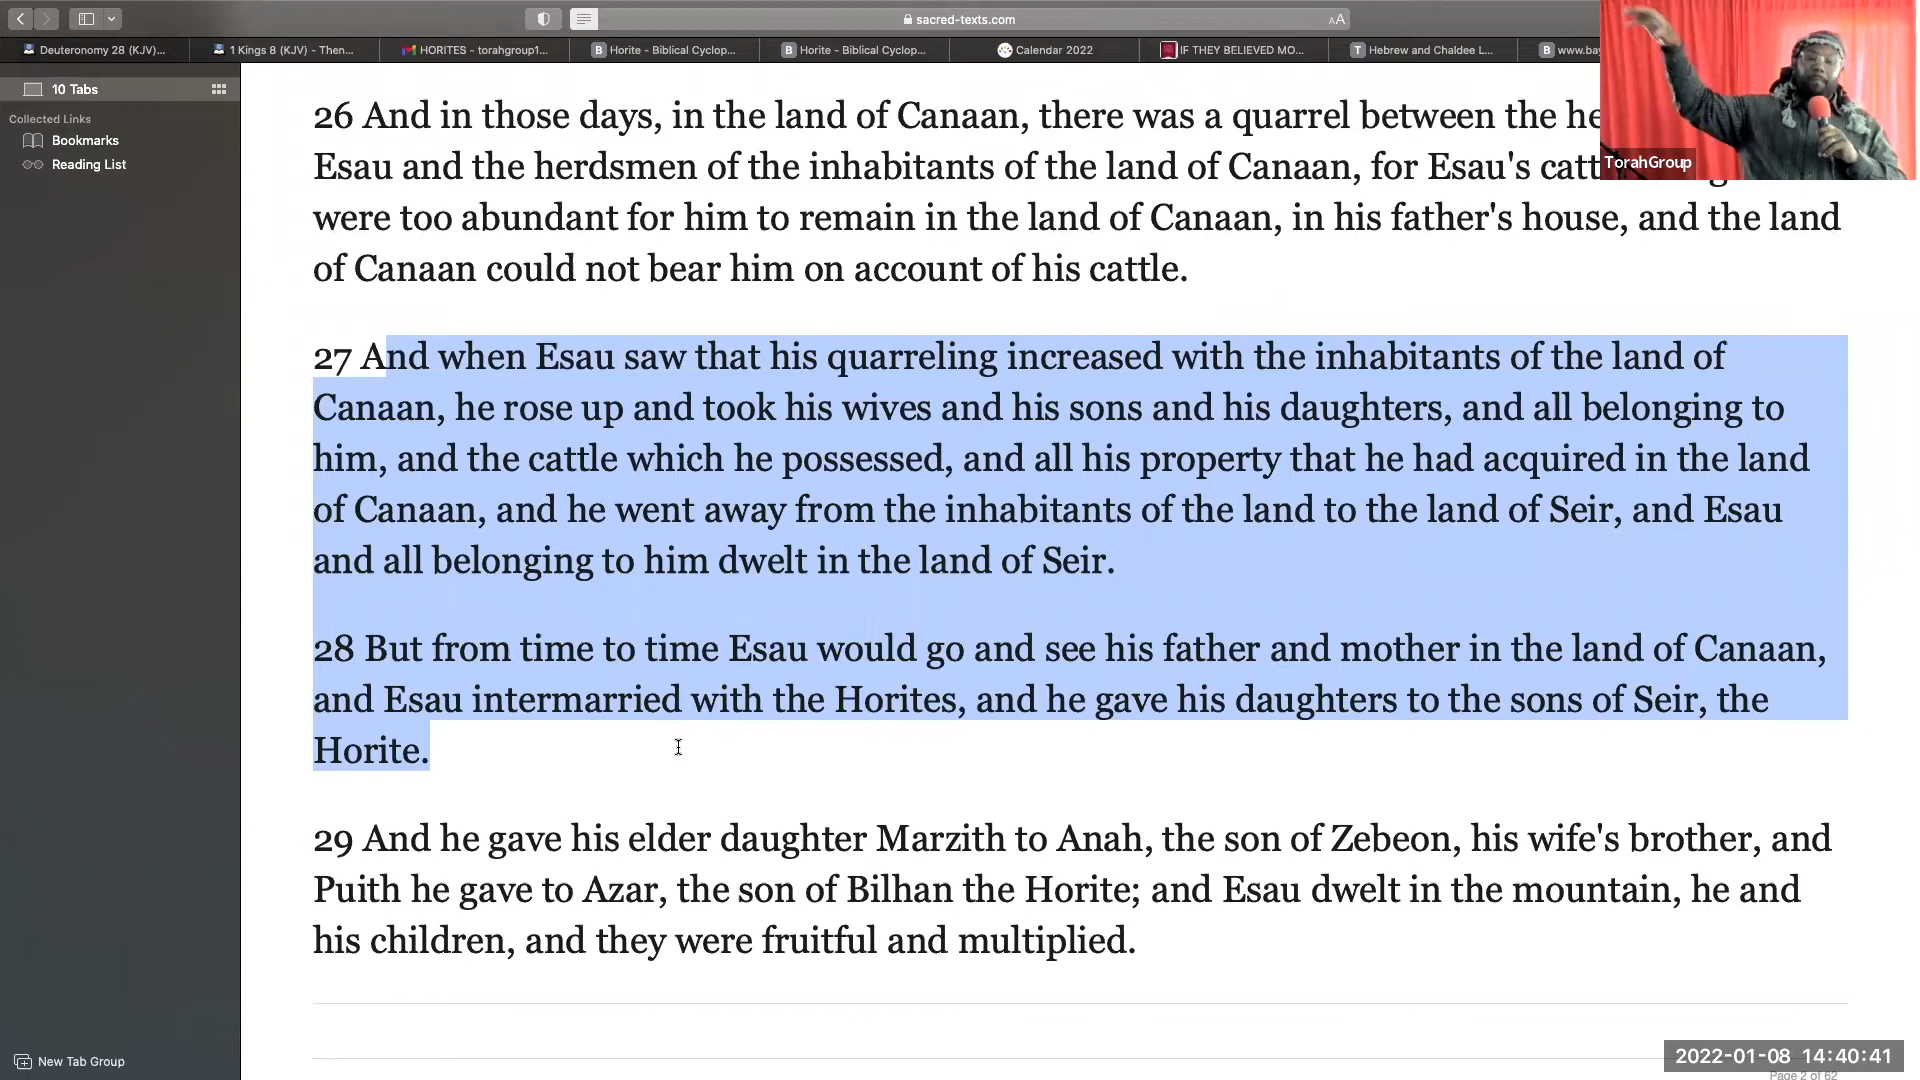 sacred-texts.com
AA
Deuteronomy 28 (KJV)...
1 Kings 8 (KJV) - Then...
HORITES - torahgroup1...
B Horite - Biblical Cyclop...
B Horite - Biblical Cyclop...
Calendar 2022
IF THEY BELIEVED MO...
T Hebrew and Chaldee L...
B
10 Tabs
Collected Links
Bookmarks
Reading List
New Tab Group
TorahGroup
26 And in those days, in the land of Canaan, there was a quarrel between the
Esau and the herdsmen of the inhabitants of the land of Canaan, for Esau's
were too abundant for him to remain in the land of Canaan, in his father's house, and the land
of Canaan could not bear him on account of his cattle.
27 And when Esau saw that his quarreling increased with the inhabitants of the land of
Canaan, he rose up and took his wives and his sons and his daughters, and all belonging to
him, and the cattle which he possessed, and all his property that he had acquired in the land
of Canaan, and he went away from the inhabitants of the land to the land of Seir, and Esau
and all belonging to him dwelt in the land of Seir.
28 But from time to time Esau would go and see his father and mother in the land of Canaan,
and Esau intermarried with the Horites, and he gave his daughters to the sons of Seir, the
Horite.
29 And he gave his elder daughter Marzith to Anah, the son of Zebeon, his wife's brother, and
Puith he gave to Azar, the son of Bilhan the Horite; and Esau dwelt in the mountain, he and
his children, and they were fruitful and multiplied.
2022-01-08 14:40:41
Page 2 of 62